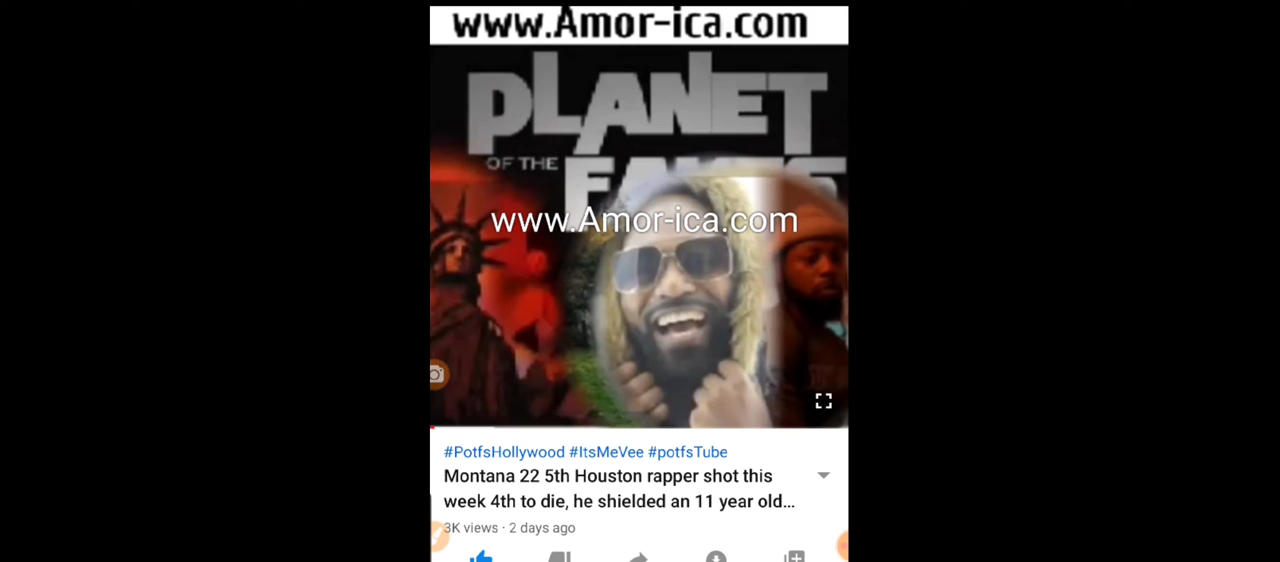 www.Amor-ica.com
PLANET
OF THE
www.Amor-ica.com
#PotfsHollywood #ItsMeVee #potfsTube
Montana 22 5th Houston rapper shot this
week 4th to die, he shielded an 11 year old...
3K views · 2 days ago